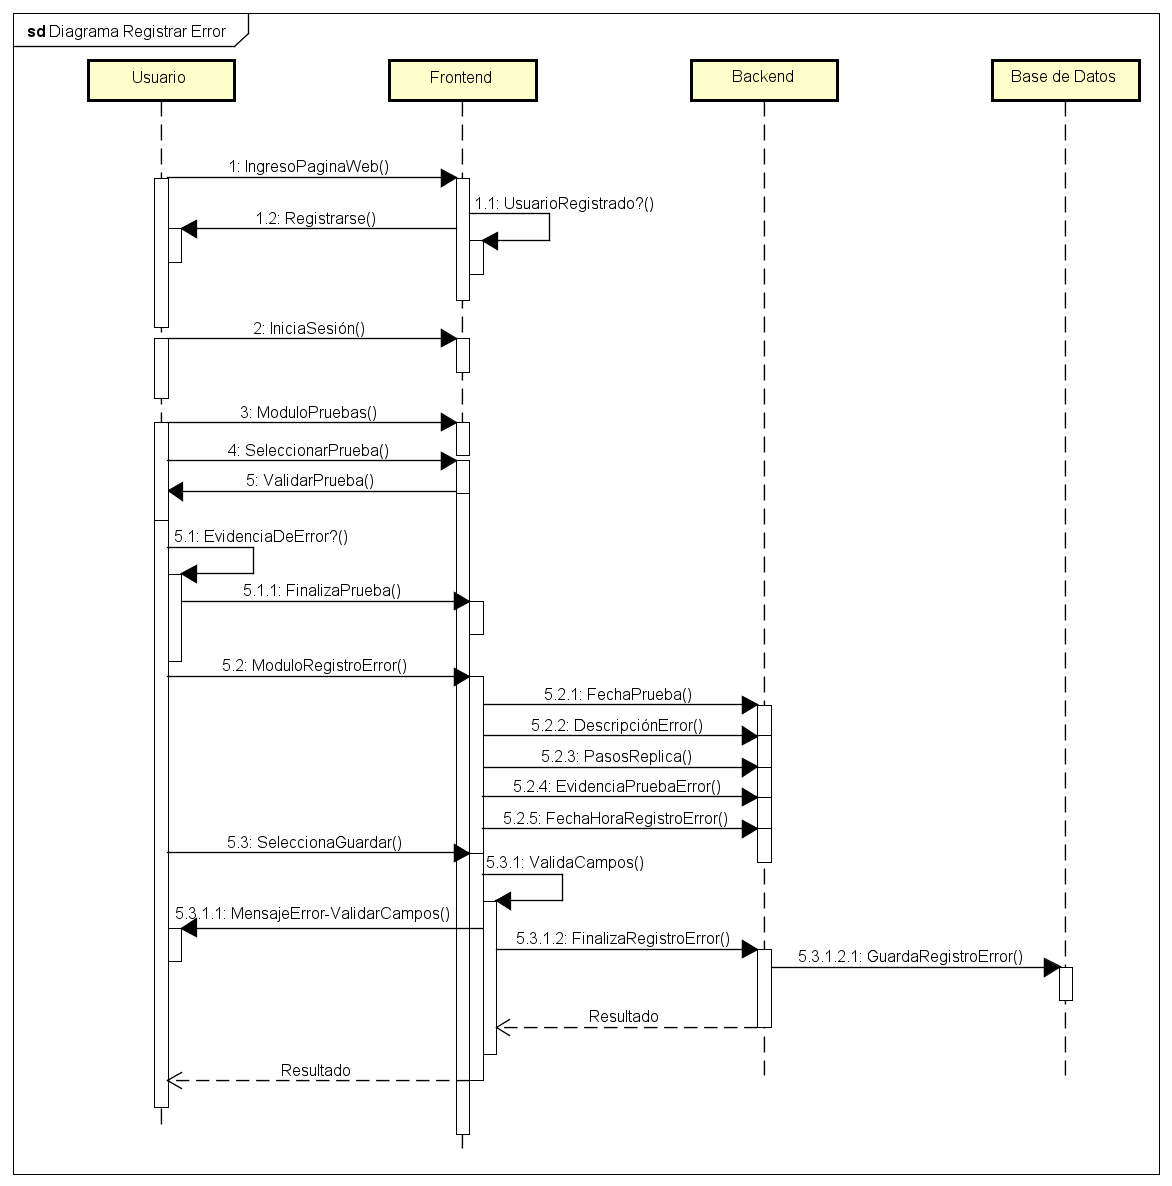 sd Diagrama Registrar Error
Usuario
Frontend
Backend
Base de Datos
1: IngresoPaginaWeb()
1.1: UsuarioRegistrado?()
1.2: Registrarse()
2: IniciaSesión()
3: ModuloPruebas()
4: SeleccionarPrueba()
5: ValidarPrueba()
5.1: EvidenciaDeError?()
5.1.1: FinalizaPrueba()
5.2: ModuloRegistroError()
5.2.1: FechaPrueba()
5.2.2: DescripciónError()
5.2.3: PasosReplica()
5.2.4: EvidenciaPruebaError()
5.2.5: FechaHoraRegistroError()
5.3: SeleccionaGuardar()
5.3.1: ValidaCampos()
5.3.1.1: MensajeError-ValidarCampos()
5.3.1.2: FinalizaRegistroError()
5.3.1.2.1: GuardaRegistroError()
Resultado
Resultado